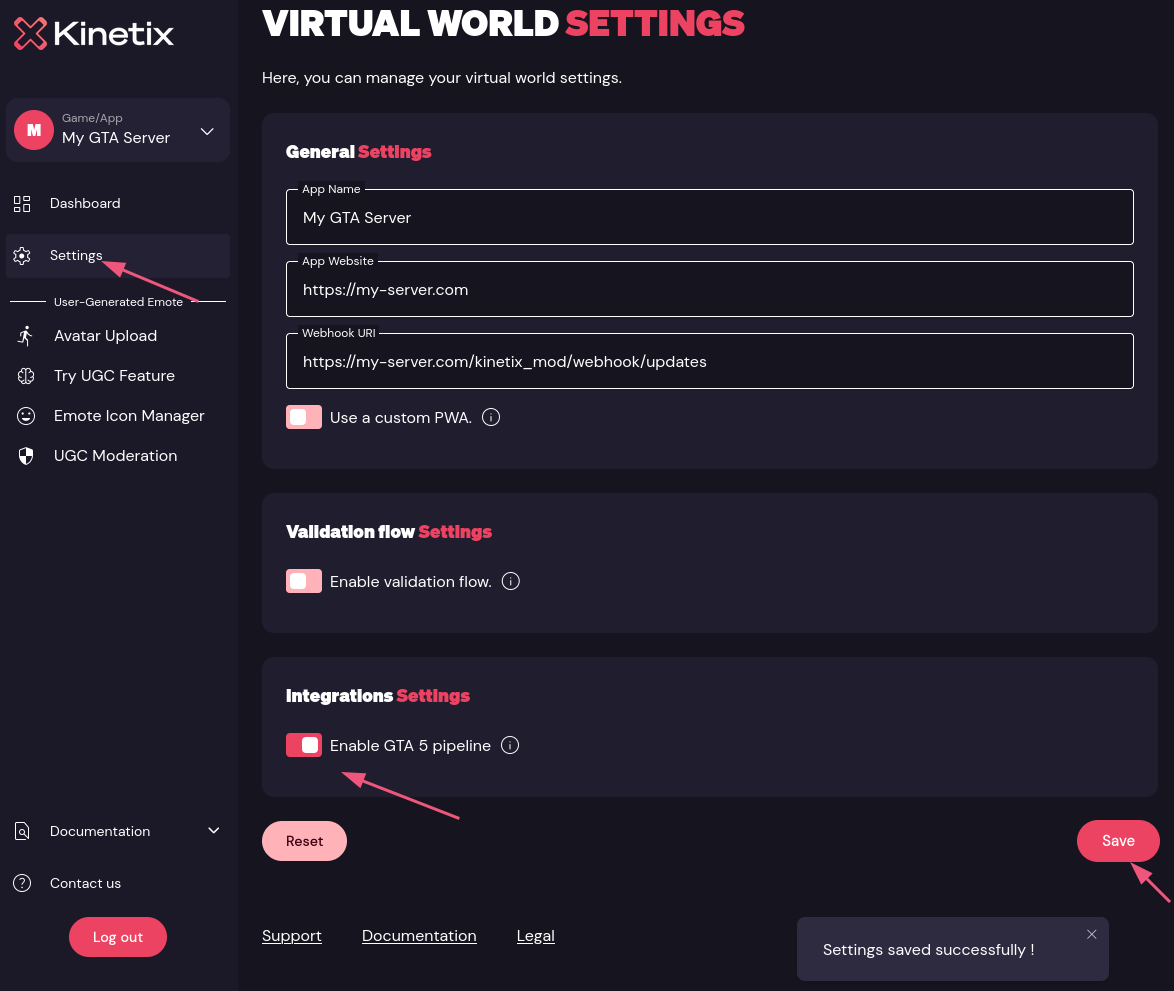 Kinetix
M
Game/App
My GTA Server
Dashboard
Settings
User-Generated Emote
Avatar Upload
Try UGC Feature
Emote Icon Manager
UGC Moderation
Documentation
Contact us
Log out
VIRTUAL WORLD SETTINGS
Here, you can manage your virtual world settings.
General Settings
App Name
My GTA Server
App Website
https://my-server.com
Webhook URI
https://my-server.com/kinetix_mod/webhook/updates
Use a custom PWA.
Validation flow Settings
Enable validation flow.
Integrations Settings
Enable GTA 5 pipeline
Reset
Save
Support Documentation Legal
Settings saved successfully !